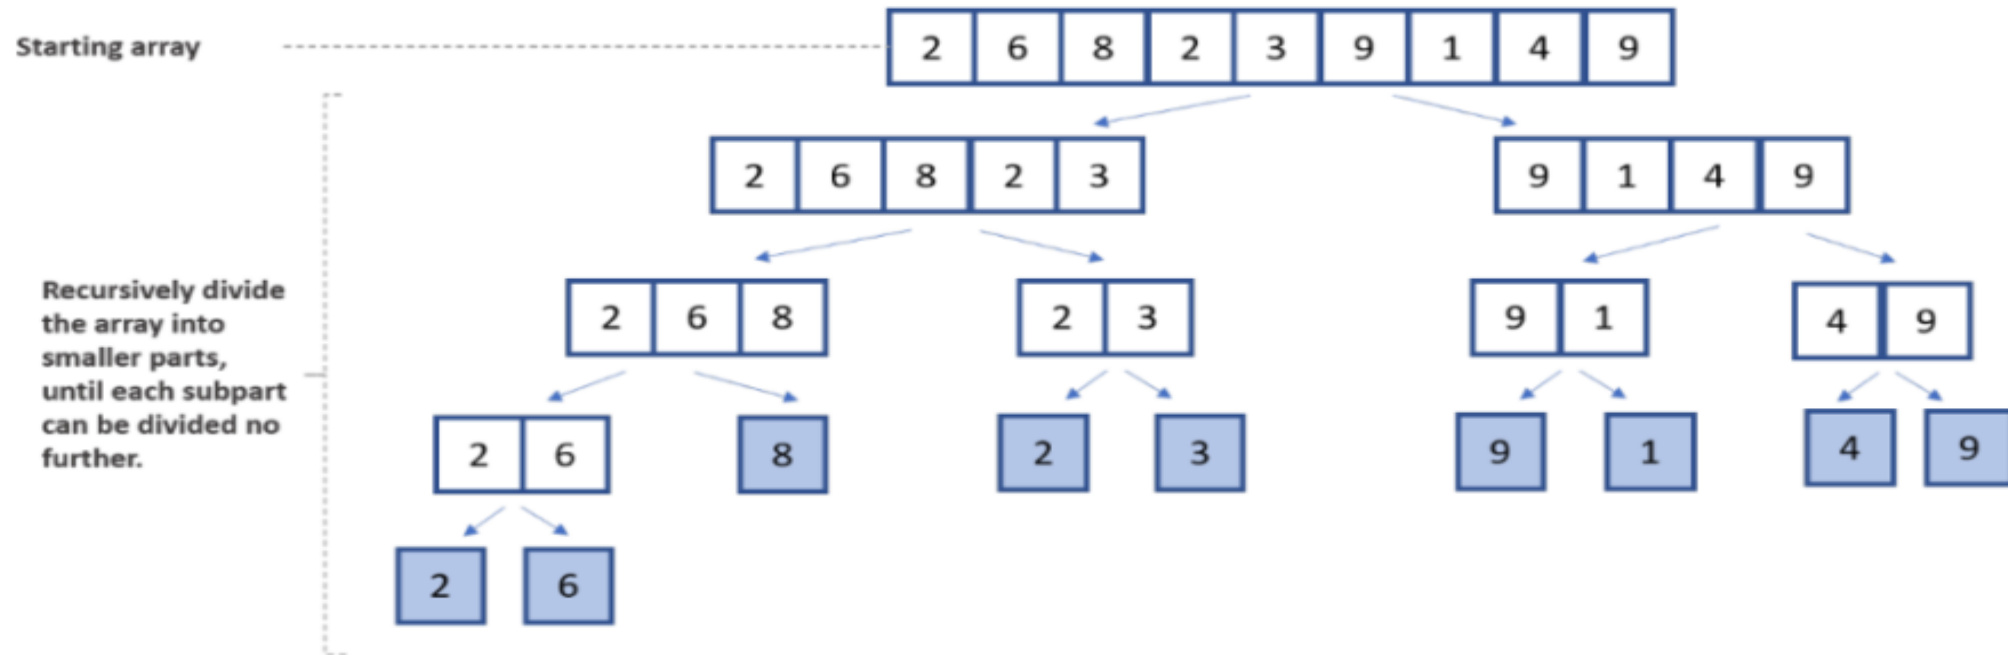 Starting array
2 6 8 2 3 9 1 4 9
2 6 8 2 3
9 1 4 9
Recursively divide
the array into
smaller parts,
until each subpart
can be divided no
further.
2 6 8
2 3
9 1
4 9
2 6
8
2
3
9
1
4
9
2
6